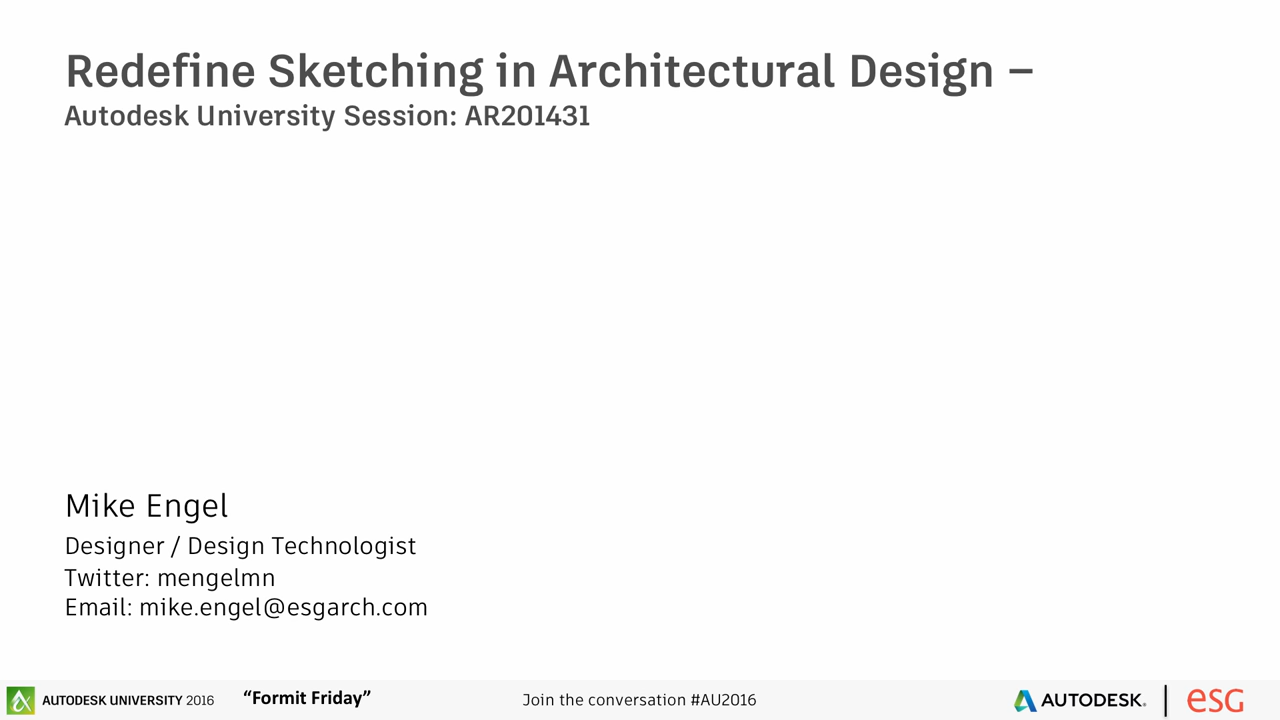 Redefine Sketching in Architectural Design –
Autodesk University Session: AR201431
Mike Engel
Designer / Design Technologist
Twitter: mengelmn
Email: mike.engel@esgarch.com
AUTODESK UNIVERSITY 2016 “Formit Friday” Join the conversation #AU2016 AUTODESK. | esg